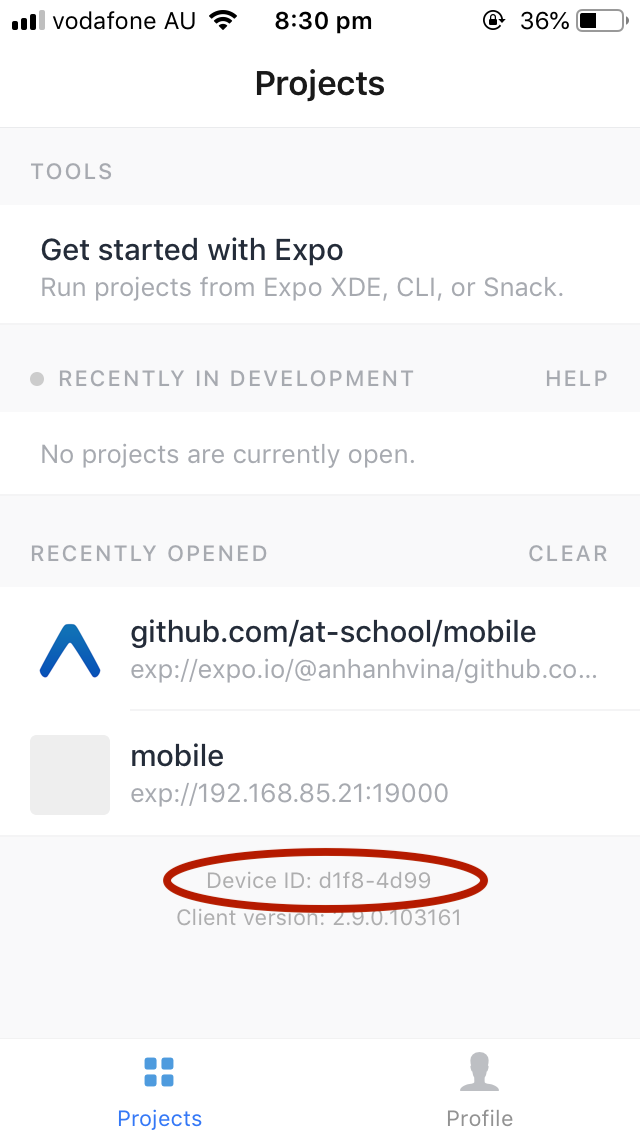 vodafone AU 8:30 pm 36%
Projects
TOOLS
Get started with Expo
Run projects from Expo XDE, CLI, or Snack.
RECENTLY IN DEVELOPMENT HELP
No projects are currently open.
RECENTLY OPENED CLEAR
github.com/at-school/mobile
exp://expo.io/@anhanhvina/github.co...
mobile
exp://192.168.85.21:19000
Device ID: d1f8-4d99
Client version: 2.9.0.103161
Projects Profile